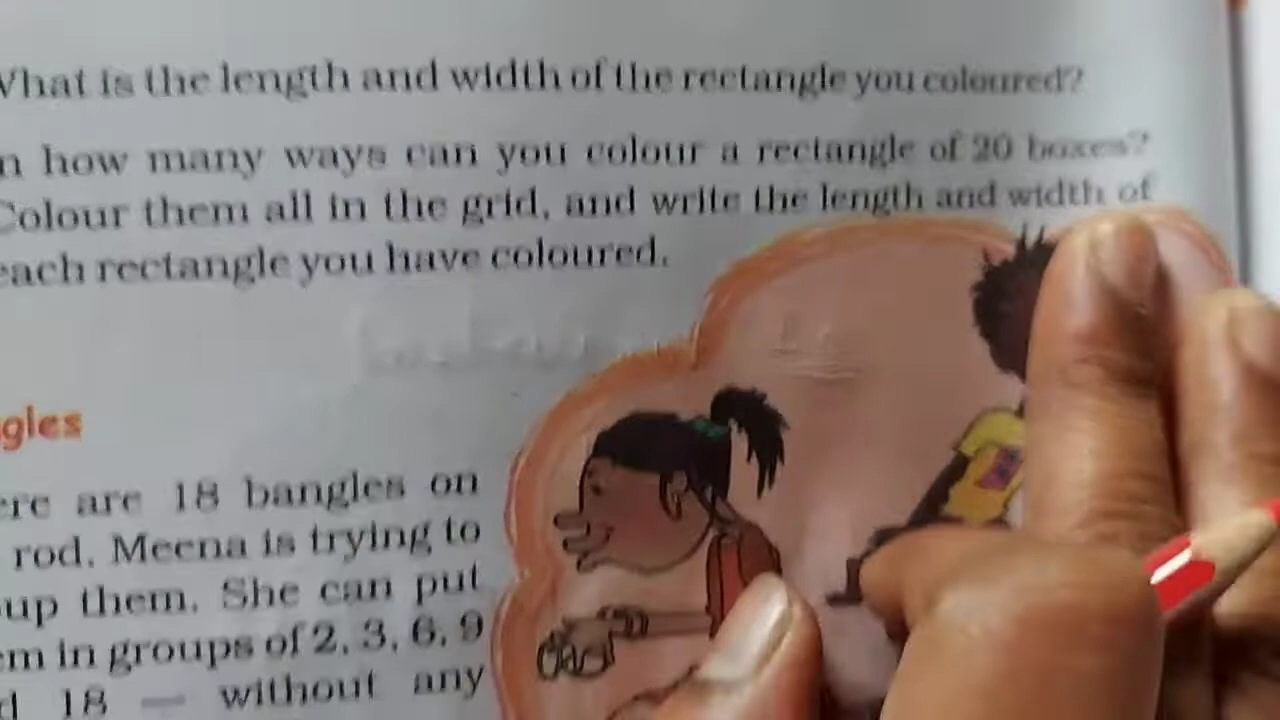 What is the length and width of the rectangle you coloured?
n how many ways can you colour a rectangle of 20 boxes?
Colour them all in the grid, and write the length and width of
each rectangle you have coloured.
gles
ere are 18 bangles on
rod. Meena is trying to
oup them. She can put
em in groups of 2, 3, 6, 9
d 18 — without any